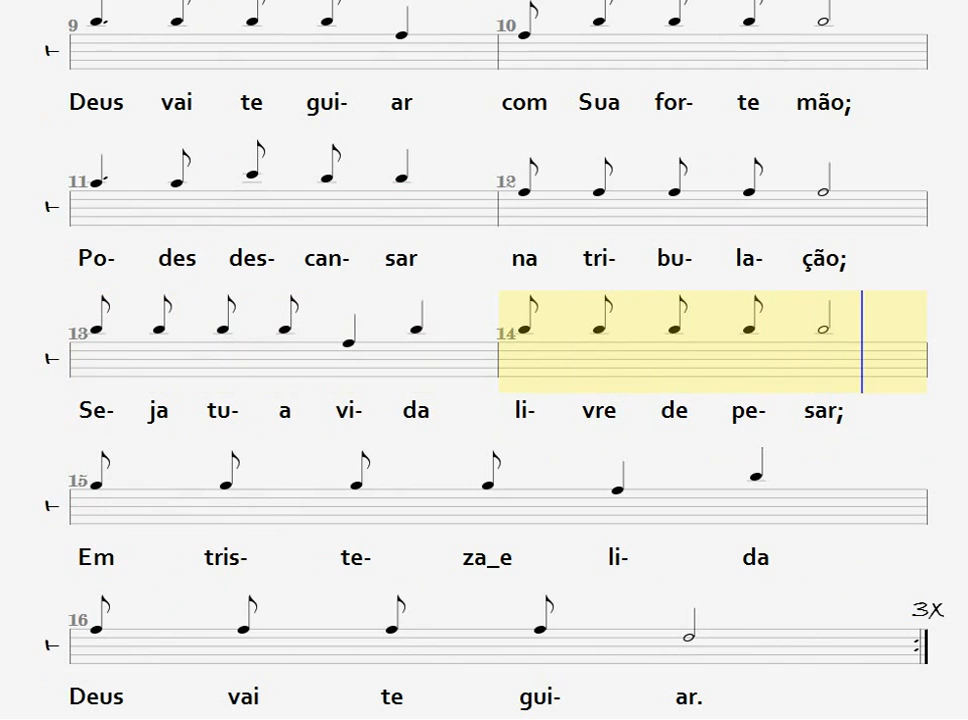 9 10
Deus vai te gui- ar com Sua for- te mão;
11 12
Po- des des- can- sar na tri- bu- la- ção;
13 14
Se- ja tu- a vi- da li- vre de pe- sar;
15
Em tris- te- za_e li- da
16 3X
Deus vai te gui- ar.